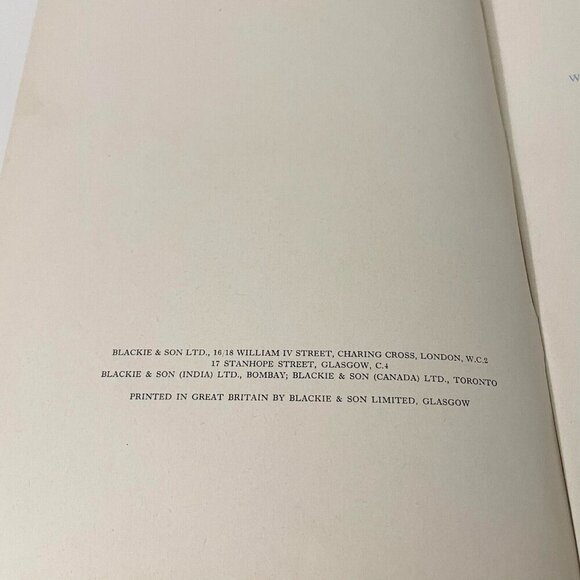 BLACKIE & SON LTD., 16/18 WILLIAM IV STREET, CHARING CROSS, LONDON, W.C.2
17 STANHOPE STREET, GLASGOW, C.4
BLACKIE & SON (INDIA) LTD., BOMBAY; BLACKIE & SON (CANADA) LTD., TORONTO
PRINTED IN GREAT BRITAIN BY BLACKIE & SON LIMITED, GLASGOW
W